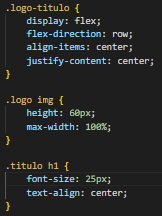 .logo-titulo {
    display: flex;
    flex-direction: row;
    align-items: center;
    justify-content: center;
}
.logo img {
    height: 60px;
    max-width: 100%;
}
.titulo h1 {
    font-size: 25px;
    text-align: center;
}